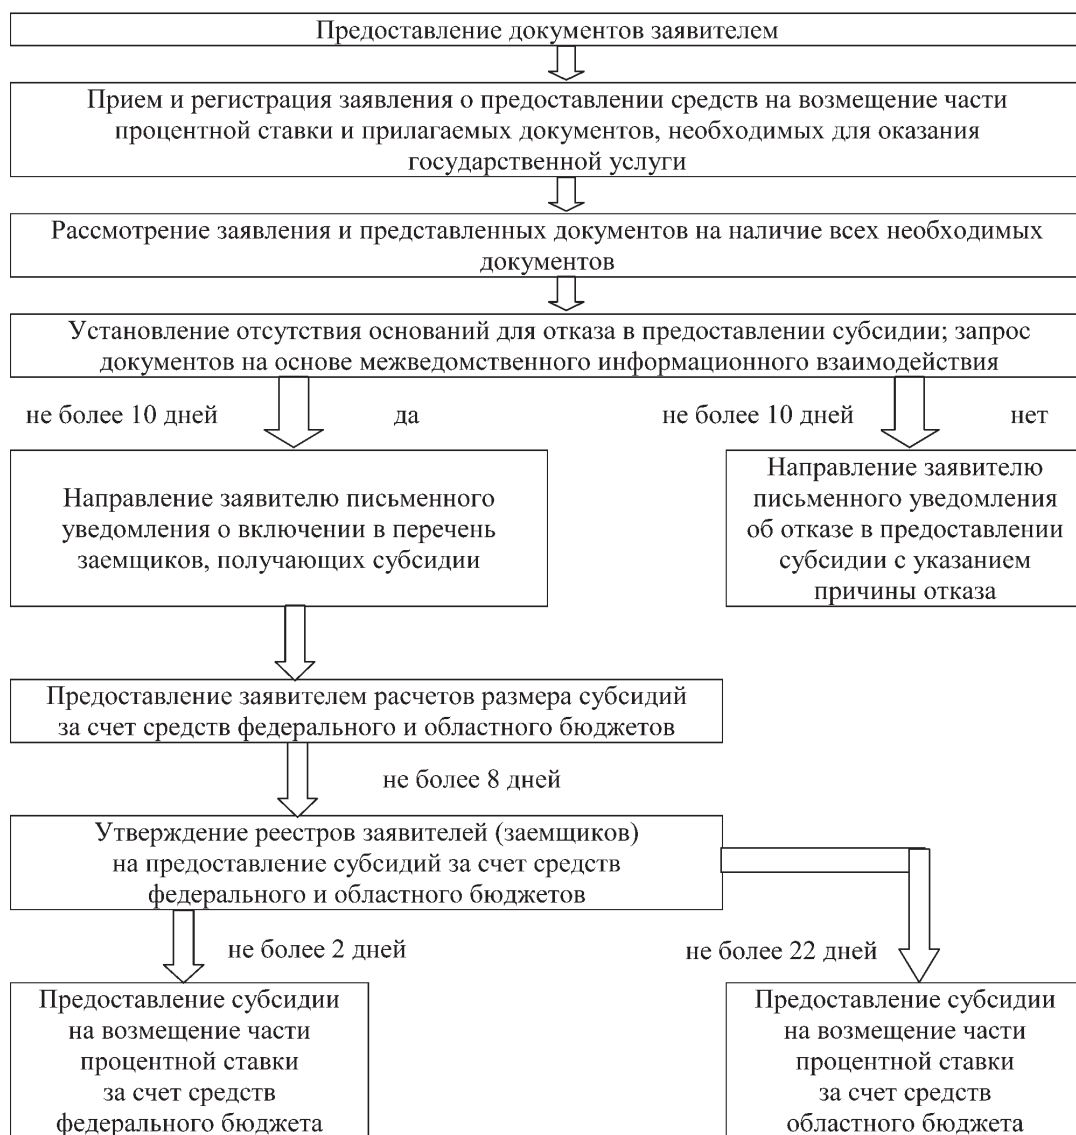 Предоставление документов заявителем
Прием и регистрация заявления о предоставлении средств на возмещение части
процентной ставки и прилагаемых документов, необходимых для оказания
государственной услуги
Рассмотрение заявления и представленных документов на наличие всех необходимых
документов
Установление отсутствия оснований для отказа в предоставлении субсидии; запрос
документов на основе межведомственного информационного взаимодействия
не более 10 дней
да
не более 10 дней
нет
Направление заявителю письменного
уведомления о включении в перечень
заемщиков, получающих субсидии
Направление заявителю
письменного уведомления
об отказе в предоставлении
субсидии с указанием
причины отказа
Предоставление заявителем расчетов размера субсидий
за счет средств федерального и областного бюджетов
не более 8 дней
Утверждение реестров заявителей (заемщиков)
на предоставление субсидий за счет средств
федерального и областного бюджетов
не более 2 дней
не более 22 дней
Предоставление субсидии
на возмещение части
процентной ставки
за счет средств
федерального бюджета
Предоставление субсидии
на возмещение части
процентной ставки
за счет средств
областного бюджета